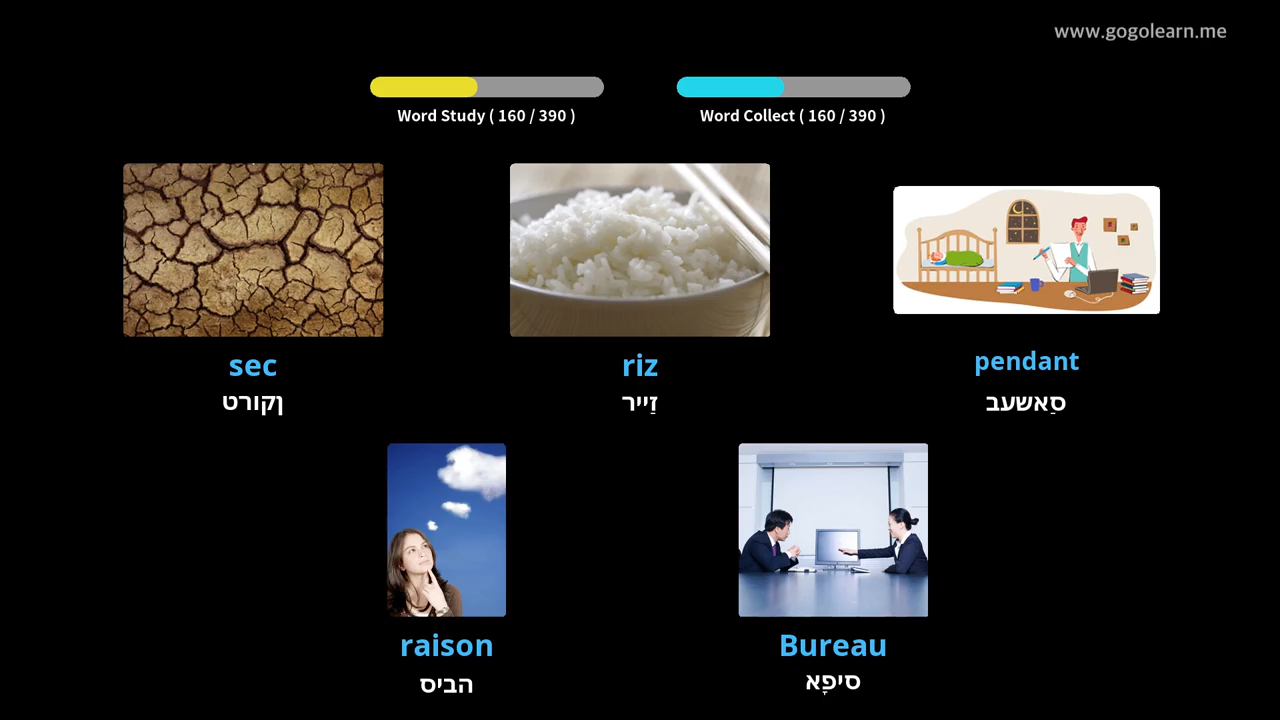 www.gogolearn.me
Word Study ( 160 / 390 )
Word Collect ( 160 / 390 )
sec
ןקורט
riz
זַייר
pendant
סַאשעב
raison
הביס
Bureau
סיפָא